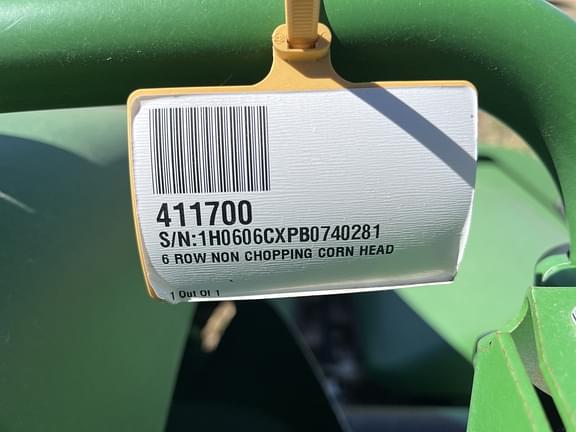 411700
S/N:1H0606CXPB0740281
6 ROW NON CHOPPING CORN HEAD
1 Out Of 1